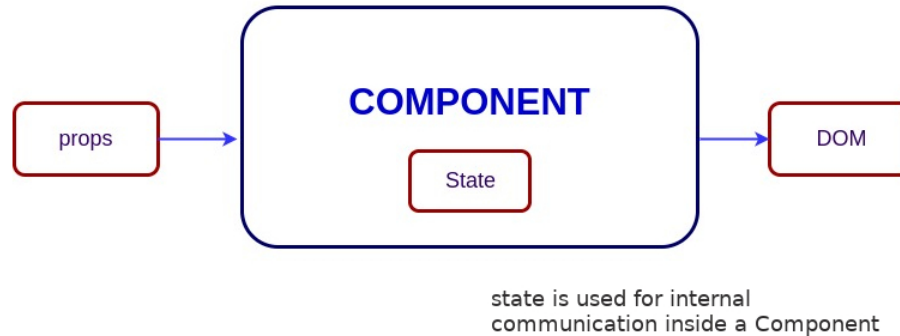 COMPONENT
props
State
DOM
state is used for internal
communication inside a Component